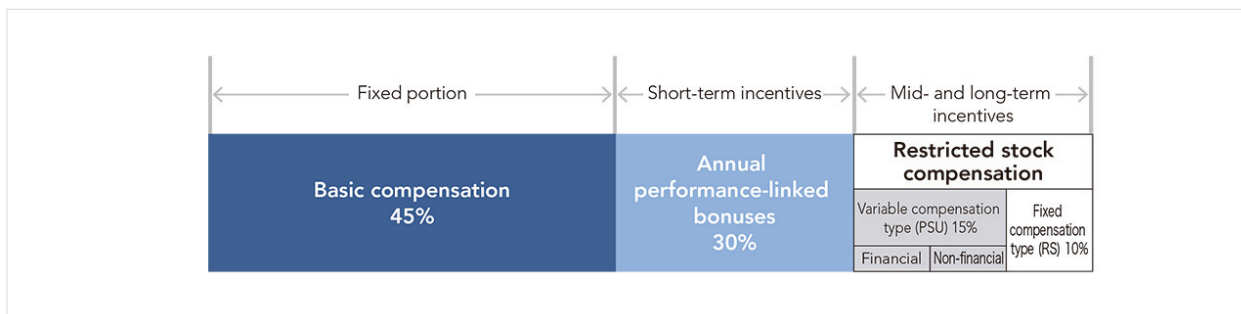 Fixed portion
Short-term incentives
Mid- and long-term
incentives
Basic compensation
45%
Annual
performance-linked
bonuses
30%
Restricted stock
compensation
Variable compensation
type (PSU) 15%
Financial
Non-financial
Fixed
compensation
type (RS) 10%